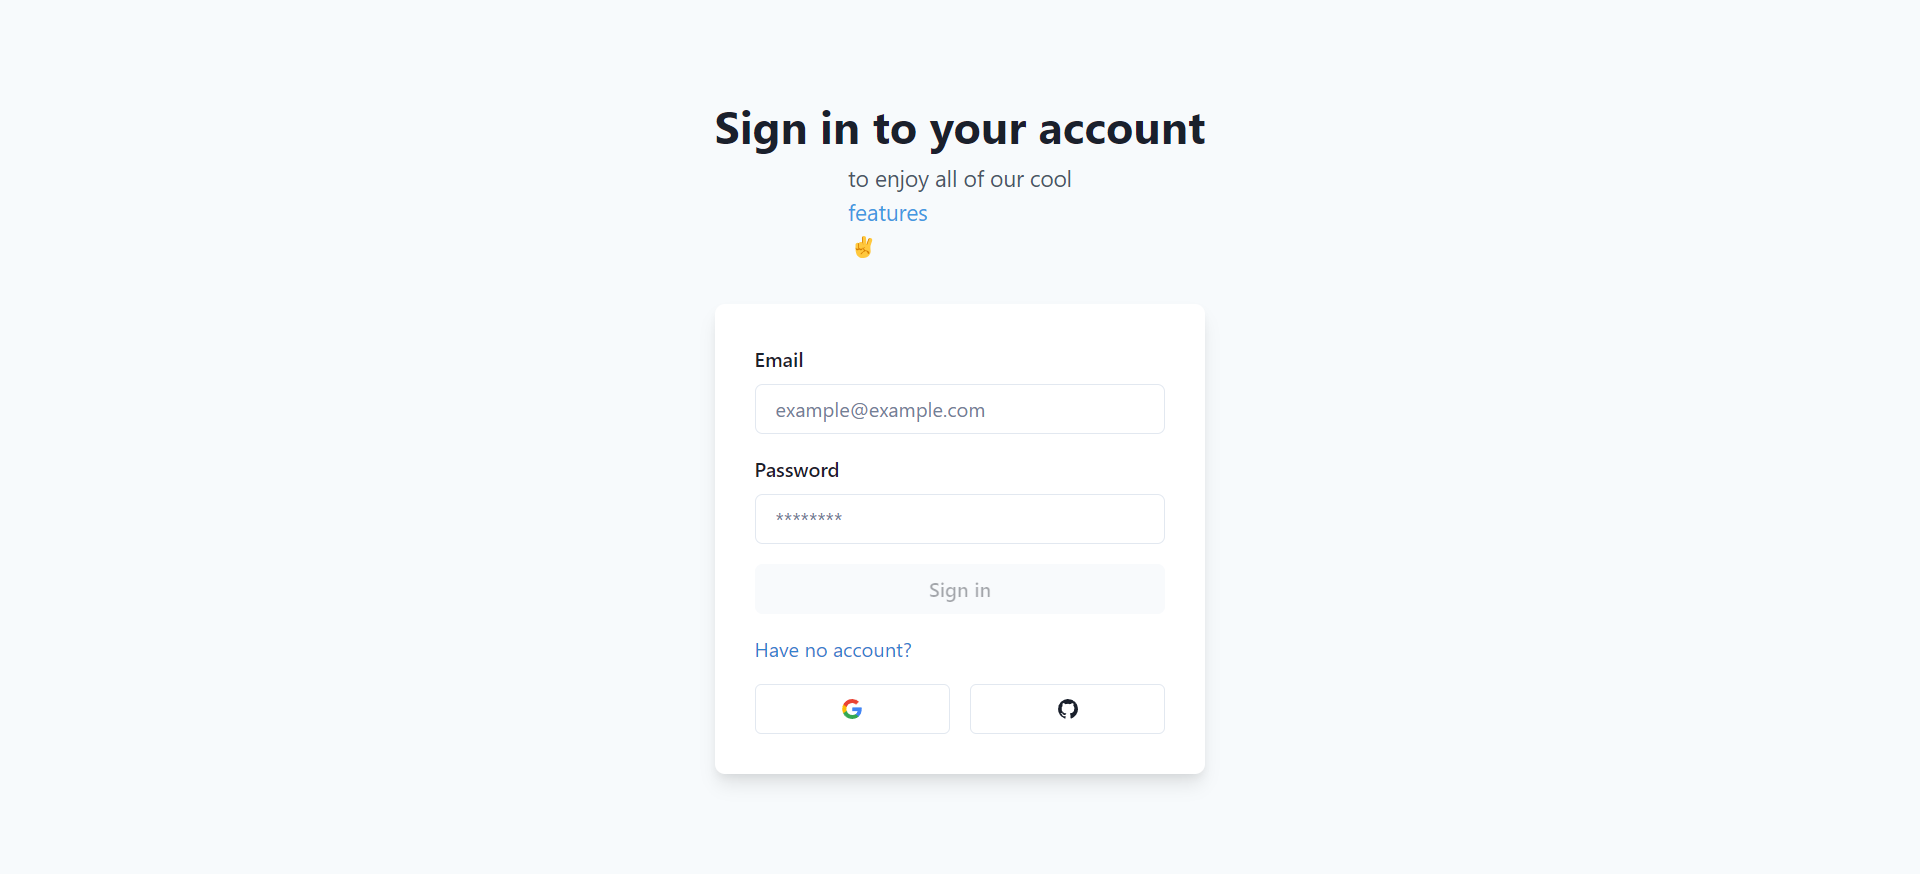 Sign in to your account
to enjoy all of our cool
features
✌
Email
example@example.com
Password
********
Sign in
Have no account?